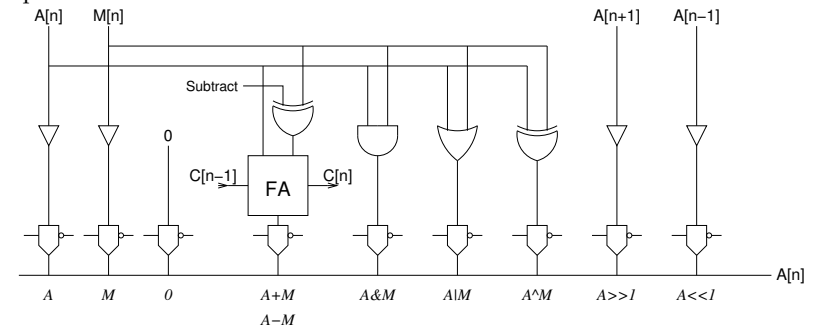 A[n] M[n] A[n+1] A[n−1]
Subtract
0
C[n−1] FA C[n]
A[n]
A M 0 A+M A&M A|M A^M A>>1 A<<1
A−M